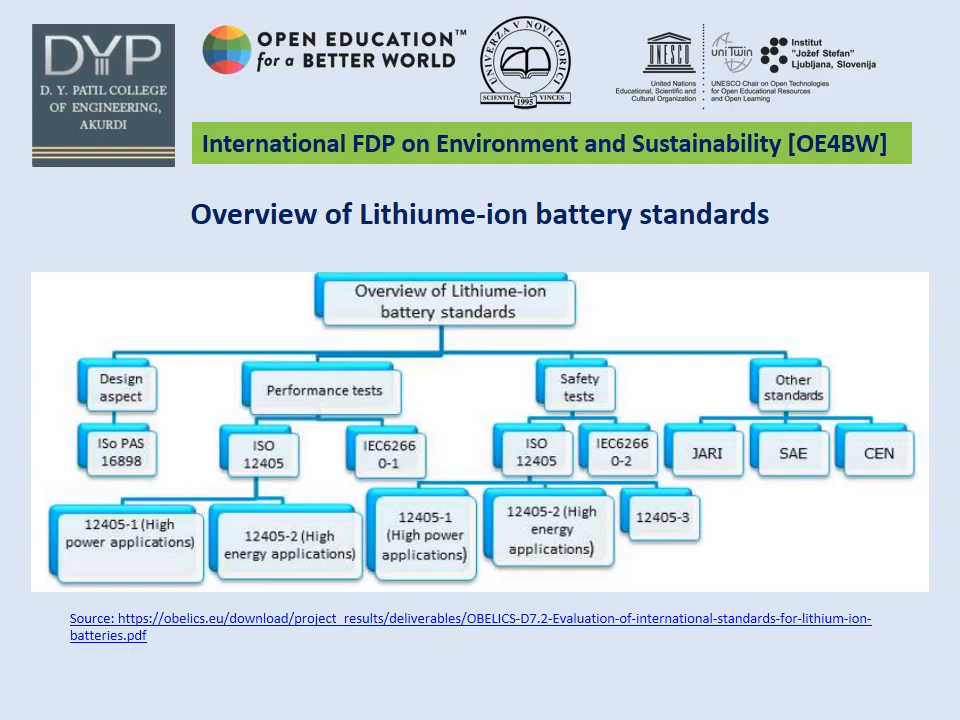 DYP
D. Y. PATIL COLLEGE
OF ENGINEERING,
AKURDI
OPEN EDUCATION™
for a BETTER WORLD
UNIVERZA V NOVI GORICI
SCIENTIA VINCES
1995
UNESCO
United Nations
Educational, Scientific and
Cultural Organization
uniTwin
UNESCO Chair on Open Technologies
for Open Educational Resources
and Open Learning
Institut
"Jožef Stefan"
Ljubljana, Slovenija
International FDP on Environment and Sustainability [OE4BW]
Overview of Lithiume-ion battery standards
Overview of Lithiume-ion
battery standards
Design
aspect
Performance tests
Safety
tests
Other
standards
ISo PAS
16898
ISO
12405
IEC6266
0-1
ISO
12405
IEC6266
0-2
JARI
SAE
CEN
12405-1 (High
power applications)
12405-2 (High
energy applications)
12405-1
(High power
applications)
12405-2 (High
energy
applications)
12405-3
Source: https://obelics.eu/download/project_results/deliverables/OBELICS-D7.2-Evaluation-of-international-standards-for-lithium-ion-
batteries.pdf